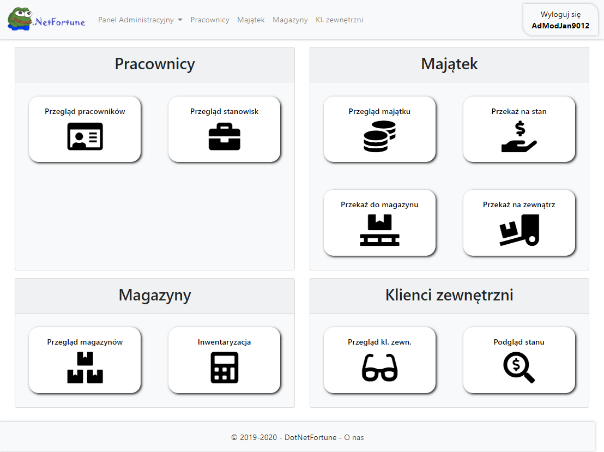 .NetFortune
Panel Administracyjny Pracownicy Majątek Magazyny Kl. zewnętrzni
Wyloguj się
AdModJan9012
Pracownicy
Przegląd pracowników
Przegląd stanowisk
Majątek
Przegląd majątku
Przekaż na stan
Przekaż do magazynu
Przekaż na zewnątrz
Magazyny
Przegląd magazynów
Inwentaryzacja
Klienci zewnętrzni
Przegląd kl. zewn.
Podgląd stanu
© 2019-2020 - DotNetFortune - O nas